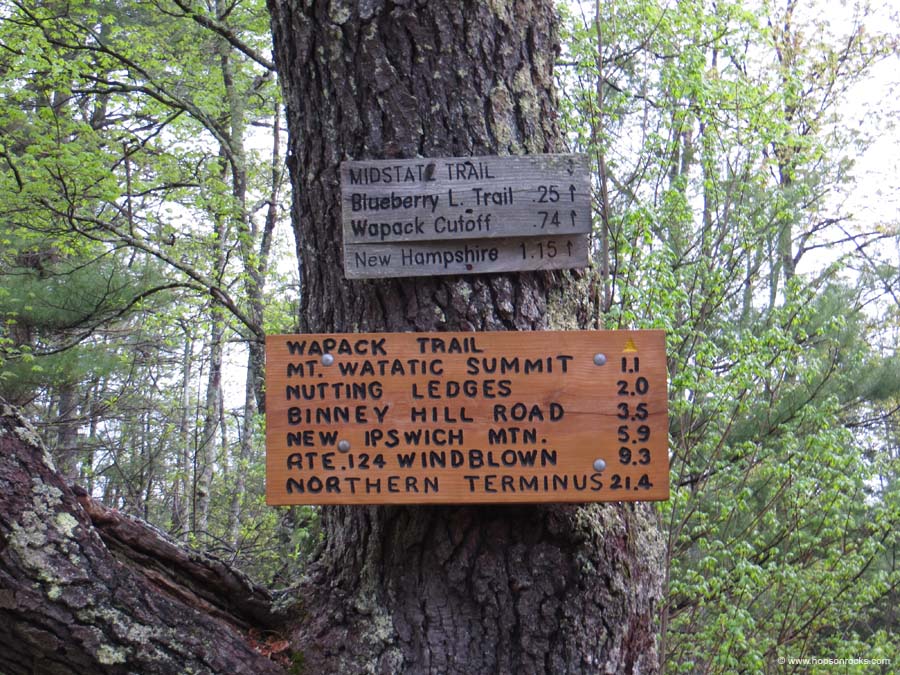 MIDSTATE TRAIL
Blueberry L. Trail .25 ↑
Wapack Cutoff .74 ↑
New Hampshire 1.15 ↑
WAPACK TRAIL
MT. WATATIC SUMMIT 1.1
NUTTING LEDGES 2.0
BINNEY HILL ROAD 3.5
NEW IPSWICH MTN. 5.9
RTE. 124 WINDBLOWN 9.3
NORTHERN TERMINUS 21.4
© www.hopsonrocks.com